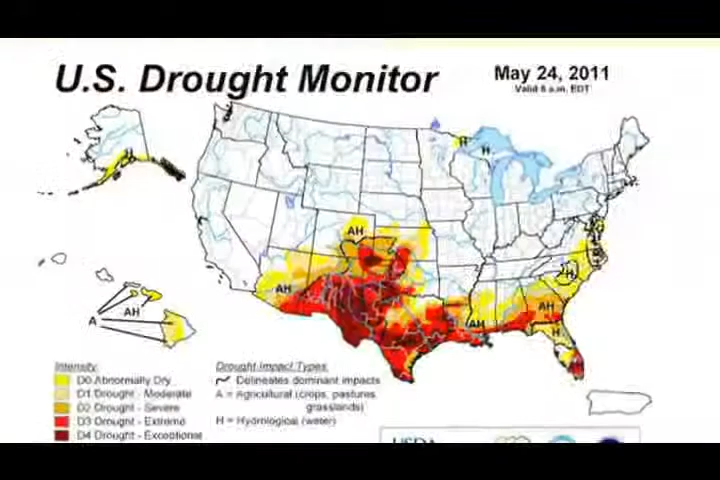 U.S. Drought Monitor
May 24, 2011
Valid 8 a.m. EDT
H
H
H
AH
AH
H
A
AH
AH
AH
H
Intensity:
D0 Abnormally Dry
D1 Drought - Moderate
D2 Drought - Severe
D3 Drought - Extreme
D4 Drought - Exceptional
Drought Impact Types:
Delineates dominant impacts
A = Agricultural (crops, pastures,
grasslands)
H = Hydrological (water)
USDA